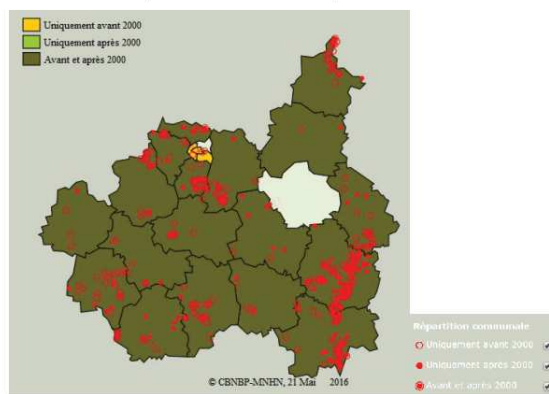 Uniquement avant 2000
Uniquement après 2000
Avant et après 2000
© CBNBP-MNHN, 21 Mai 2016
Répartition communale
Uniquement avant 2000
Uniquement après 2000
Avant et après 2000